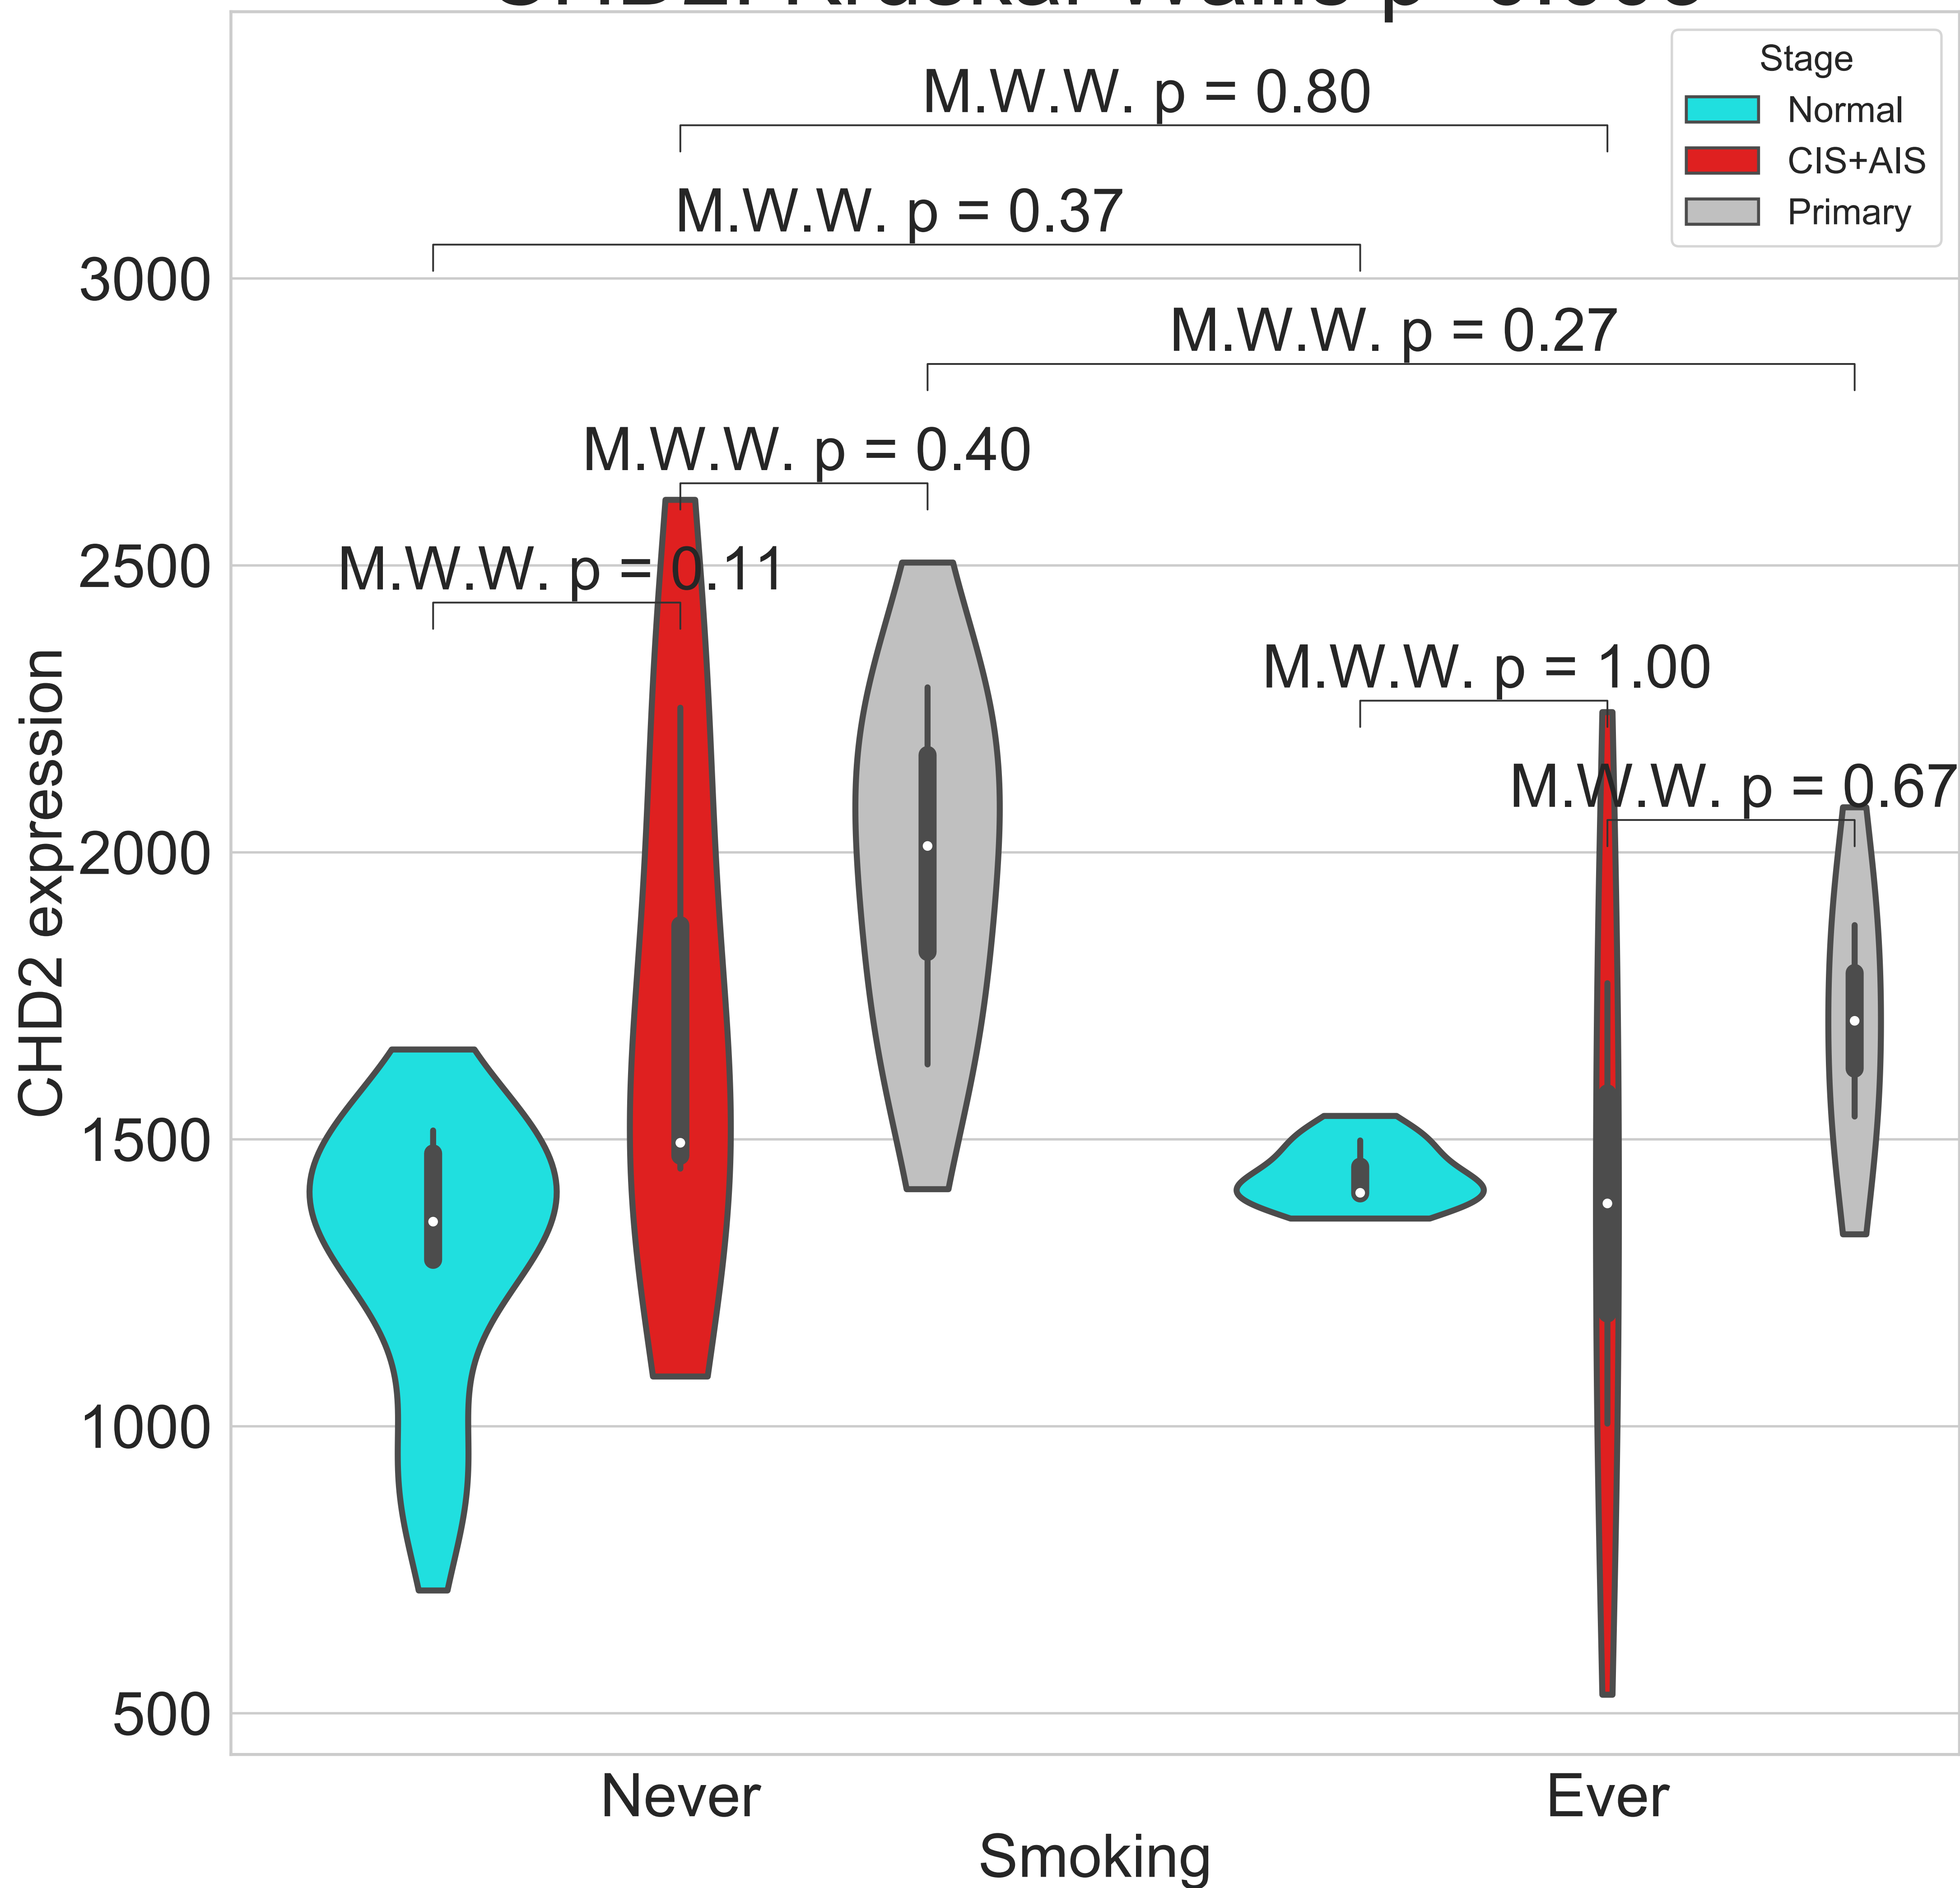 Stage
Normal
CIS+AIS
Primary
M.W.W. p = 0.80
M.W.W. p = 0.37
M.W.W. p = 0.27
M.W.W. p = 0.40
M.W.W. p = 0.11
M.W.W. p = 1.00
M.W.W. p = 0.67
CHD2 expression
3000
2500
2000
1500
1000
500
Never
Ever
Smoking